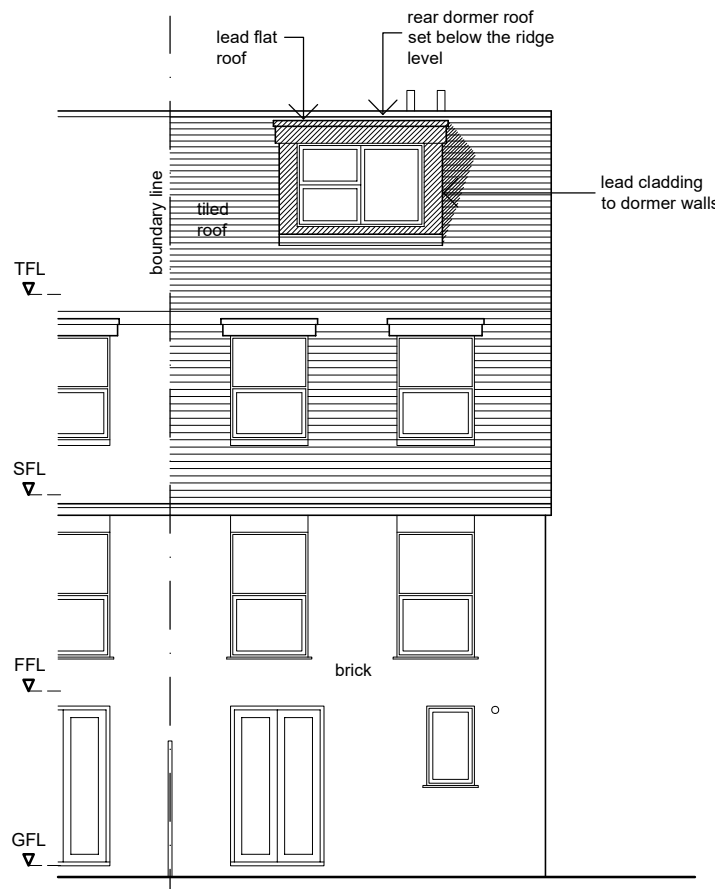 lead flat
roof
rear dormer roof
set below the ridge
level
boundary line
tiled
roof
lead cladding
to dormer walls
TFL
SFL
FFL
brick
GFL